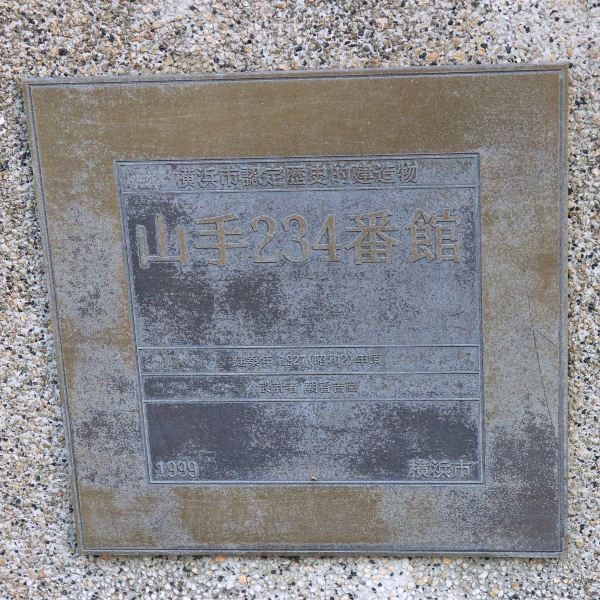 横浜市認定歴史的建造物
山手234番館
建築年 1927(昭和2)年頃
設計者 朝香吉蔵
1999 横浜市